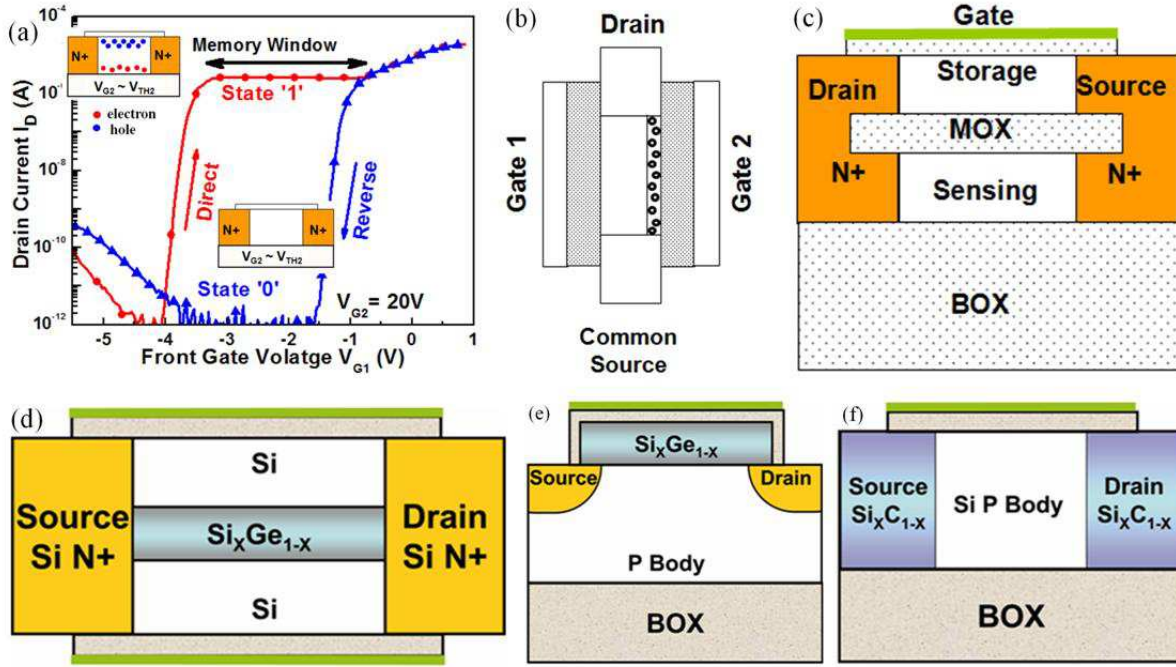 (a)
10⁻⁴
10⁻⁶
10⁻⁸
10⁻¹⁰
10⁻¹²
Drain Current I_D (A)
N+
N+
V_G2 ~ V_TH2
electron
hole
Memory Window
State '1'
Direct
Reverse
N+
N+
V_G2 ~ V_TH2
State '0'
V_G2 = 20V
-5 -4 -3 -2 -1 0 1
Front Gate Volatge V_G1 (V)
(b)
Drain
Gate 1
Gate 2
Common
Source
(c)
Gate
Drain
Storage
Source
MOX
N+
Sensing
N+
BOX
(d)
Si
Source
Si N+
Si_XGe_1-X
Drain
Si N+
Si
(e)
Si_XGe_1-X
Source
Drain
P Body
BOX
(f)
Source
Si_XC_1-X
Si P Body
Drain
Si_XC_1-X
BOX